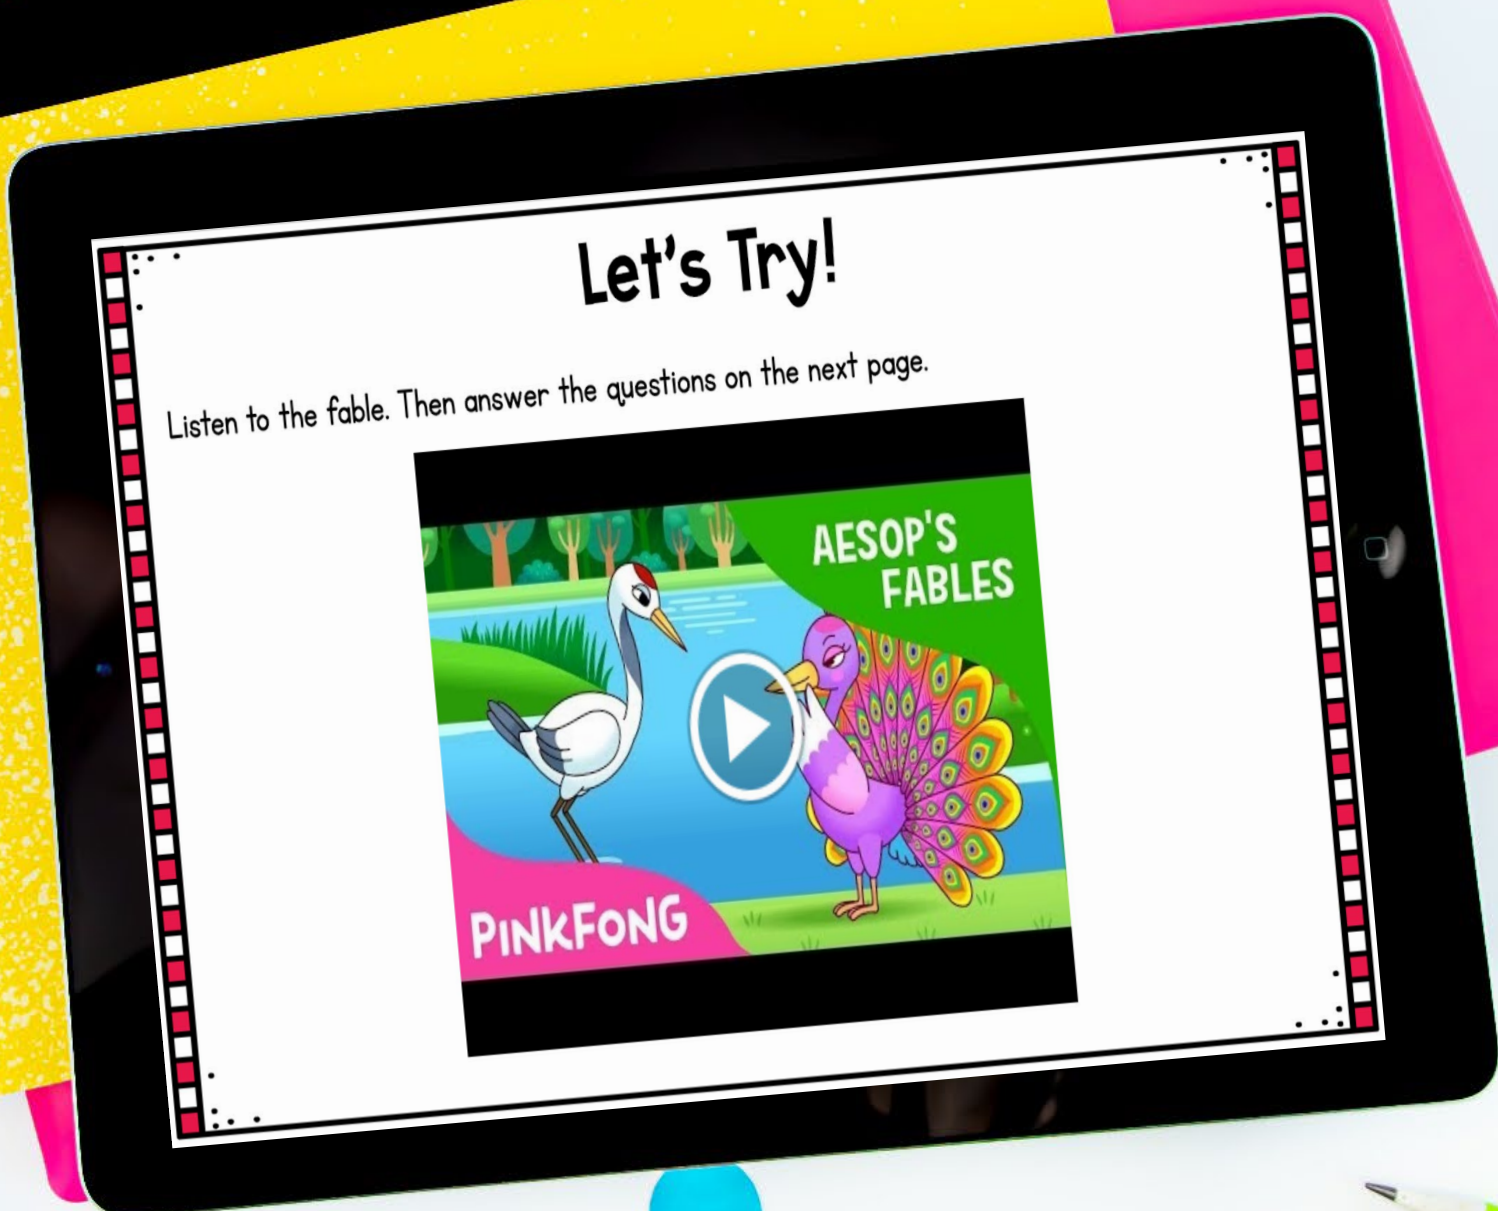 Let's Try!
Listen to the fable. Then answer the questions on the next page.
AESOP'S
FABLES
PINKFONG